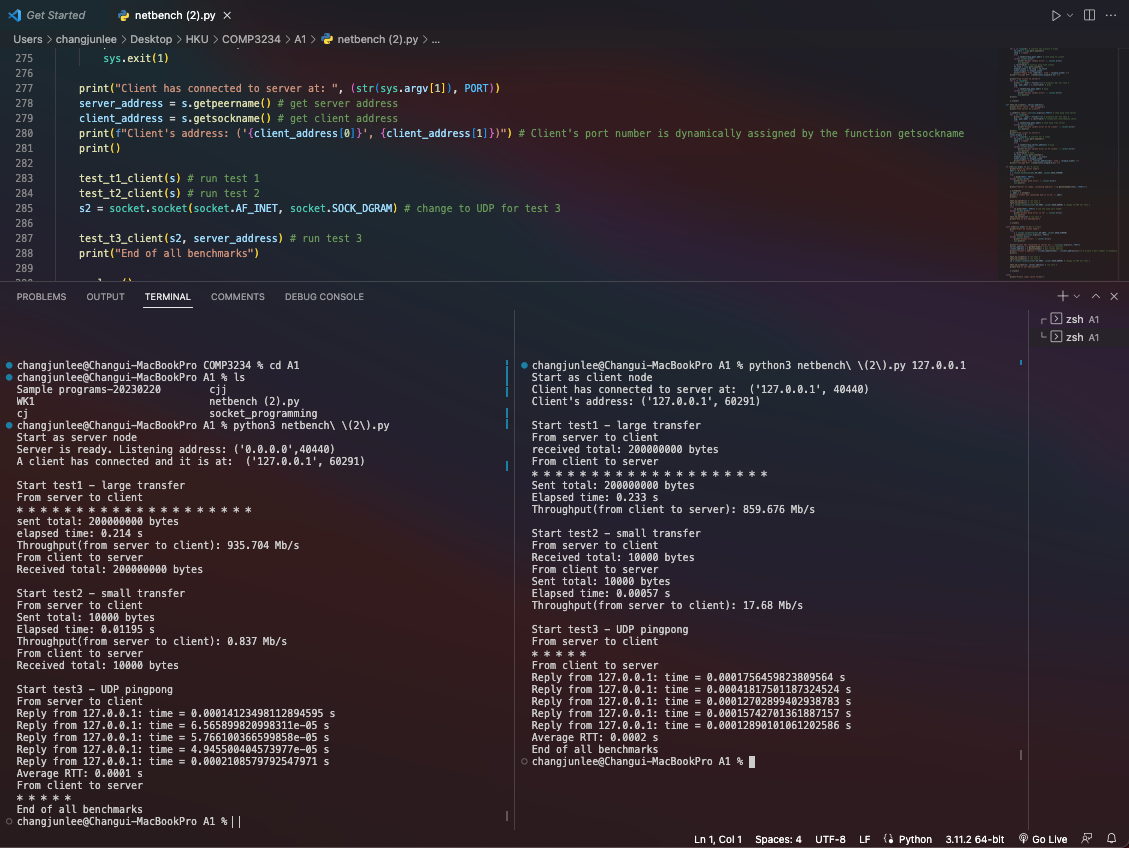 Get Started
netbench (2).py
Users > changjunlee > Desktop > HKU > COMP3234 > A1 > netbench (2).py > ...
275 sys.exit(1)
276
277 print("Client has connected to server at: ", (str(sys.argv[1]), PORT))
278 server_address = s.getpeername() # get server address
279 client_address = s.getsockname() # get client address
280 print(f"Client's address: ('{client_address[0]}', {client_address[1]})") # Client's port number is dynamically assigned by the function getsockname
281 print()
282
283 test_t1_client(s) # run test 1
284 test_t2_client(s) # run test 2
285 s2 = socket.socket(socket.AF_INET, socket.SOCK_DGRAM) # change to UDP for test 3
286
287 test_t3_client(s2, server_address) # run test 3
288 print("End of all benchmarks")
289
PROBLEMS OUTPUT TERMINAL COMMENTS DEBUG CONSOLE
changjunlee@Changui-MacBookPro COMP3234 % cd A1
changjunlee@Changui-MacBookPro A1 % ls
Sample programs-20230220 cjj
WK1 netbench (2).py
cj socket_programming
changjunlee@Changui-MacBookPro A1 % python3 netbench\ \(2\).py
Start as server node
Server is ready. Listening address: ('0.0.0.0',40440)
A client has connected and it is at:  ('127.0.0.1', 60291)
Start test1 - large transfer
From server to client
* * * * * * * * * * * * * * * * * * * *
sent total: 200000000 bytes
elapsed time: 0.214 s
Throughput(from server to client): 935.704 Mb/s
From client to server
Received total: 200000000 bytes
Start test2 - small transfer
From server to client
Sent total: 10000 bytes
Elapsed time: 0.01195 s
Throughput(from server to client): 0.837 Mb/s
From client to server
Received total: 10000 bytes
Start test3 - UDP pingpong
From server to client
Reply from 127.0.0.1: time = 0.00014123498112894595 s
Reply from 127.0.0.1: time = 6.565899820998311e-05 s
Reply from 127.0.0.1: time = 5.766100366599858e-05 s
Reply from 127.0.0.1: time = 4.945500404573977e-05 s
Reply from 127.0.0.1: time = 0.0002108579792547971 s
Average RTT: 0.0001 s
From client to server
* * * * *
End of all benchmarks
changjunlee@Changui-MacBookPro A1 %
changjunlee@Changui-MacBookPro A1 % python3 netbench\ \(2\).py 127.0.0.1
Start as client node
Client has connected to server at:  ('127.0.0.1', 40440)
Client's address: ('127.0.0.1', 60291)
Start test1 - large transfer
From server to client
received total: 200000000 bytes
From client to server
* * * * * * * * * * * * * * * * * * * *
Sent total: 200000000 bytes
Elapsed time: 0.233 s
Throughput(from client to server): 859.676 Mb/s
Start test2 - small transfer
From server to client
Received total: 10000 bytes
From client to server
Sent total: 10000 bytes
Elapsed time: 0.00057 s
Throughput(from server to client): 17.68 Mb/s
Start test3 - UDP pingpong
From server to client
* * * * *
From client to server
Reply from 127.0.0.1: time = 0.0001756459823809564 s
Reply from 127.0.0.1: time = 0.00041817501187324524 s
Reply from 127.0.0.1: time = 0.00012702899402938783 s
Reply from 127.0.0.1: time = 0.00015742701361887157 s
Reply from 127.0.0.1: time = 0.00012890101061202586 s
Average RTT: 0.0002 s
End of all benchmarks
changjunlee@Changui-MacBookPro A1 %
zsh A1
zsh A1
Ln 1, Col 1 Spaces: 4 UTF-8 LF Python 3.11.2 64-bit Go Live